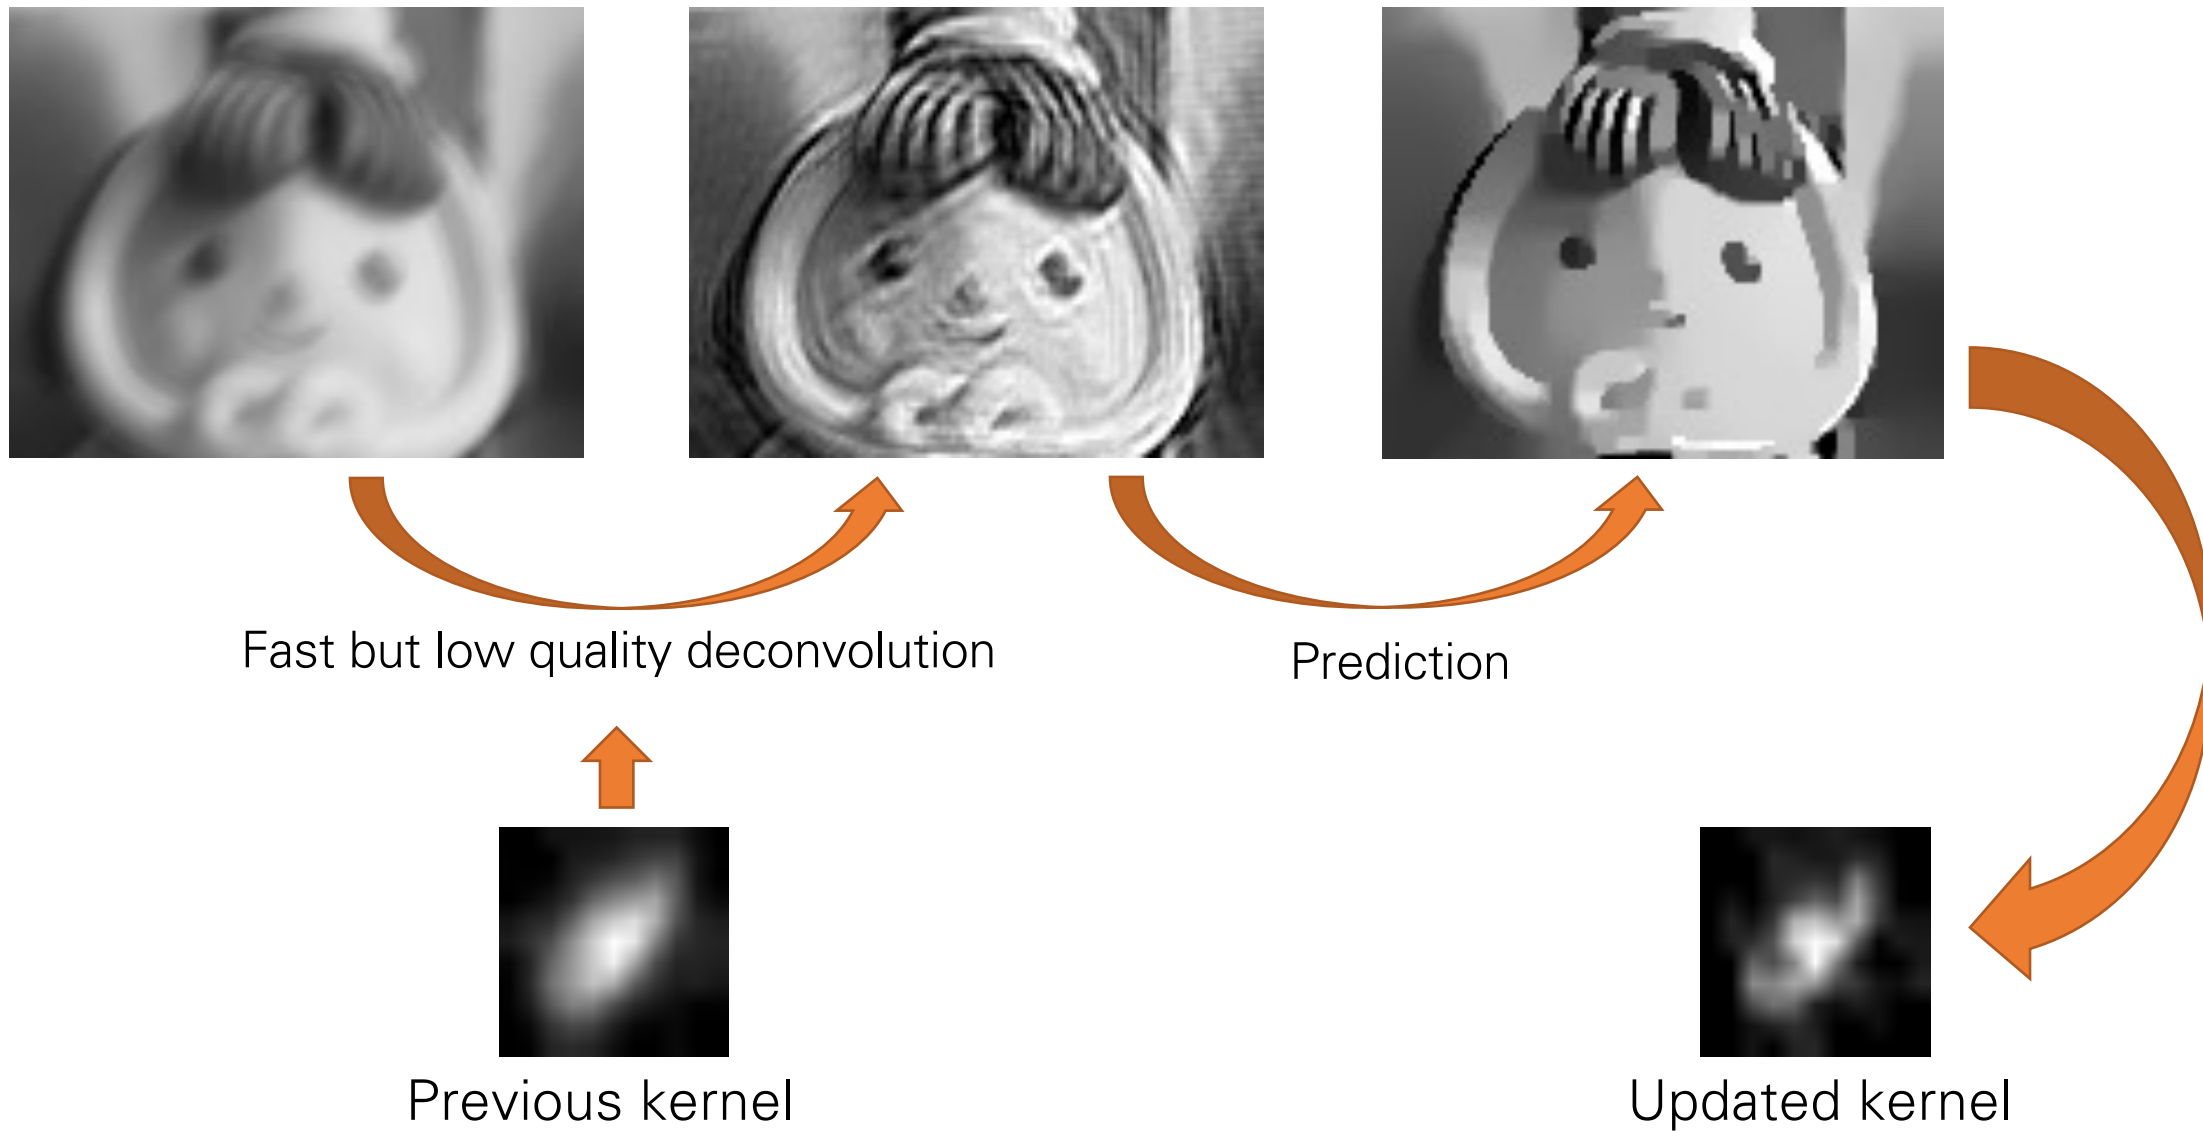 Fast but low quality deconvolution
Prediction
Previous kernel
Updated kernel